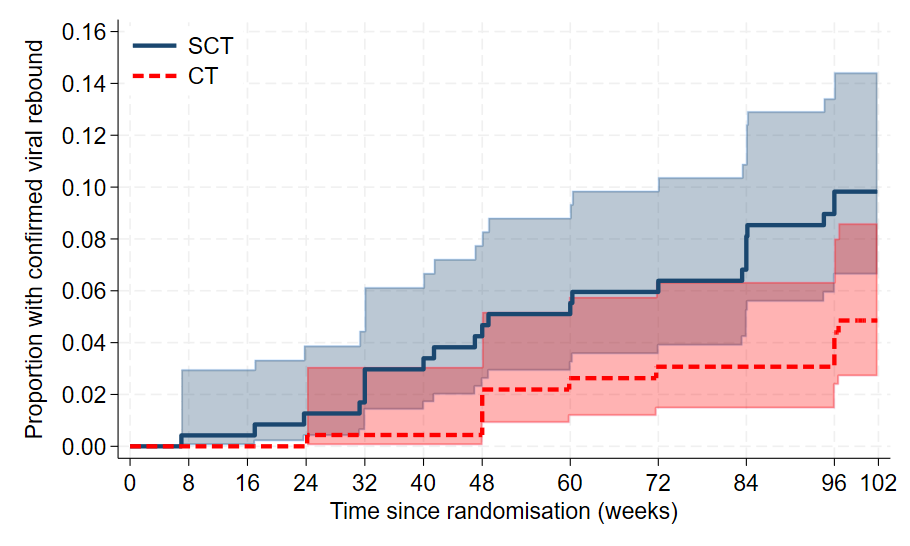 Proportion with confirmed viral rebound
0.16
0.14
0.12
0.10
0.08
0.06
0.04
0.02
0.00
SCT
CT
0 8 16 24 32 40 48 60 72 84 96 102
Time since randomisation (weeks)